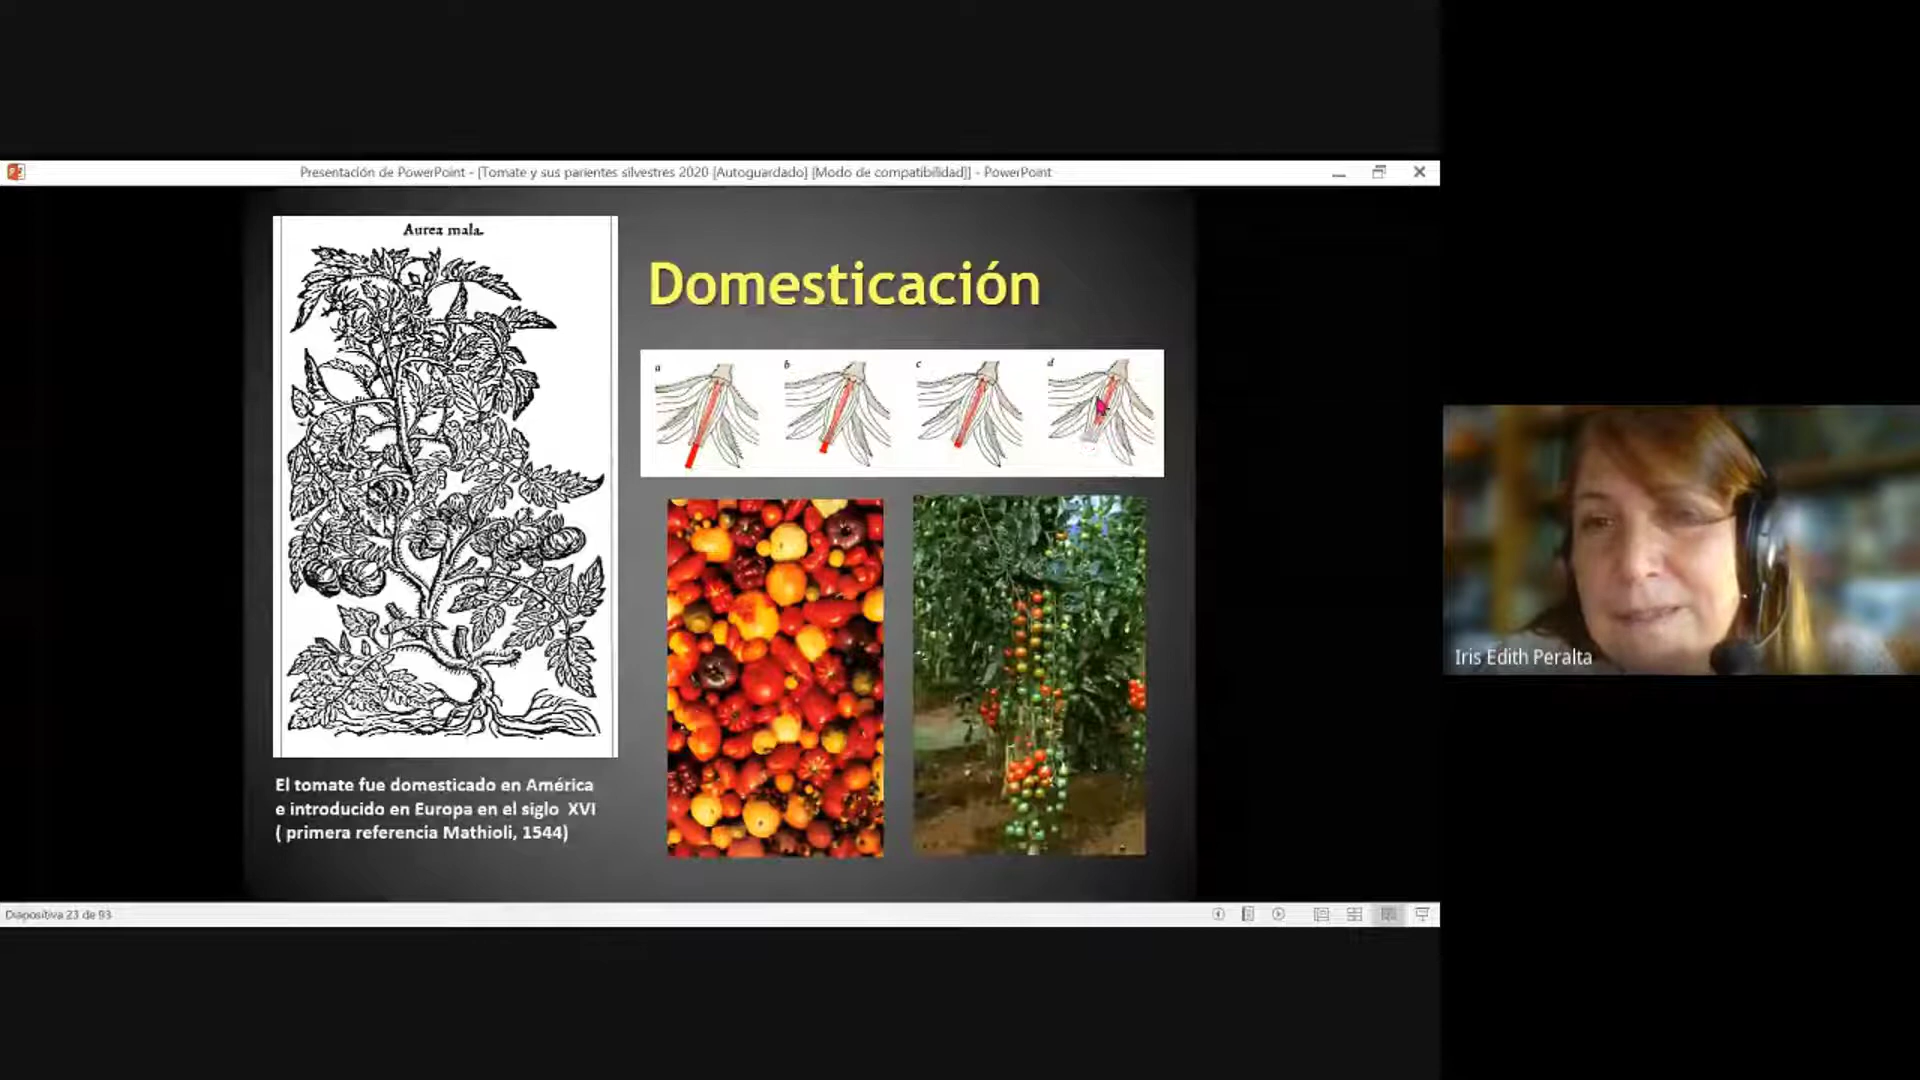 Presentación de PowerPoint - [Tomate y sus parientes silvestres 2020 [Autoguardado] [Modo de compatibilidad]] - PowerPoint
Aurea mala.
Domesticación
a b c d
El tomate fue domesticado en América
e introducido en Europa en el siglo XVI
( primera referencia Mathioli, 1544)
Iris Edith Peralta
Diapositiva 23 de 93